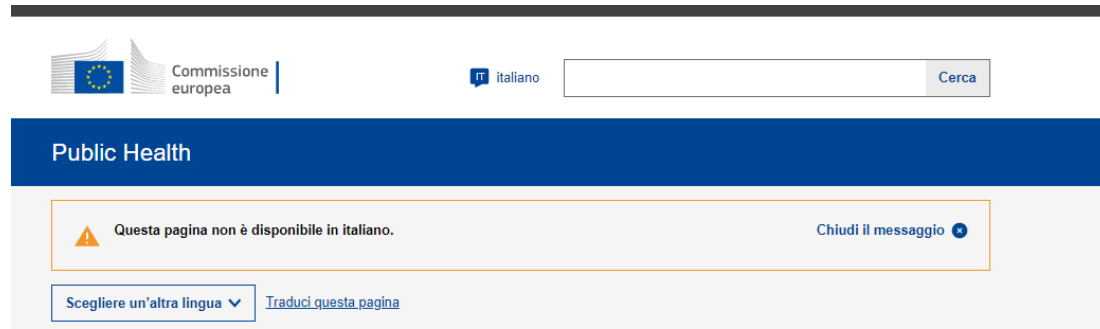 Commissione
europea
IT italiano
Cerca
Public Health
Questa pagina non è disponibile in italiano.
Chiudi il messaggio
Scegliere un'altra lingua
Traduci questa pagina